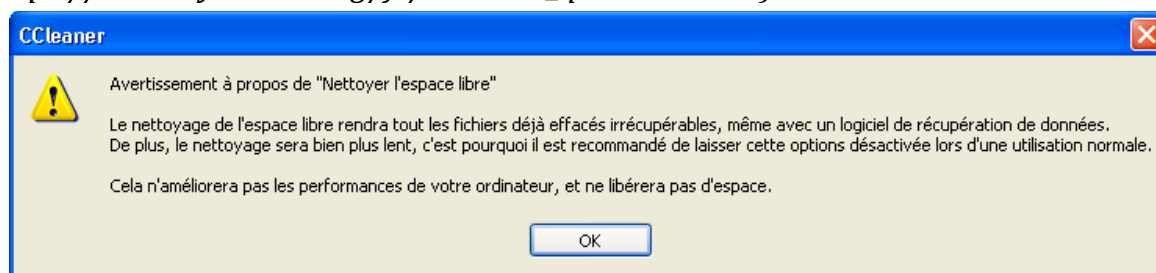 CCleaner
Avertissement à propos de "Nettoyer l'espace libre"
Le nettoyage de l'espace libre rendra tout les fichiers déjà effacés irrécupérables, même avec un logiciel de récupération de données.
De plus, le nettoyage sera bien plus lent, c'est pourquoi il est recommandé de laisser cette options désactivée lors d'une utilisation normale.
Cela n'améliorera pas les performances de votre ordinateur, et ne libérera pas d'espace.
OK